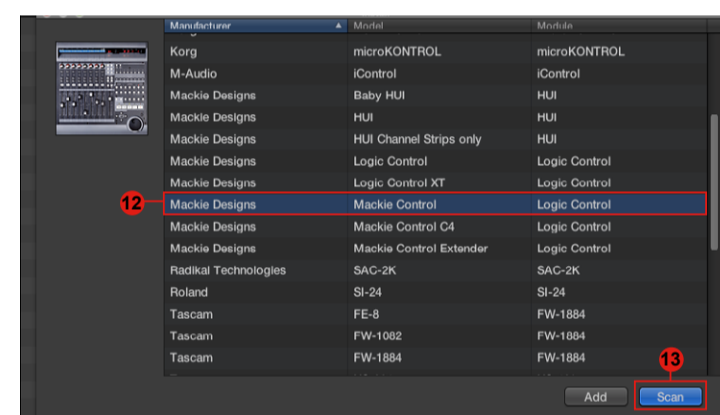 Manufacturer Model Module
Korg microKONTROL microKONTROL
M-Audio iControl iControl
Mackie Designs Baby HUI HUI
Mackie Designs HUI HUI
Mackie Designs HUI Channel Strips only HUI
Mackie Designs Logic Control Logic Control
Mackie Designs Logic Control XT Logic Control
12 Mackie Designs Mackie Control Logic Control
Mackie Designs Mackie Control C4 Logic Control
Mackie Designs Mackie Control Extender Logic Control
Radikal Technologies SAC-2K SAC-2K
Roland SI-24 SI-24
Tascam FE-8 FW-1884
Tascam FW-1082 FW-1884
Tascam FW-1884 FW-1884
13
Add Scan